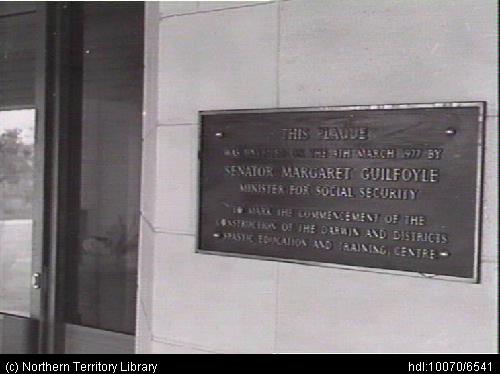 THIS PLAQUE
WAS UNVEILED ON THE 4TH MARCH 1977 BY
SENATOR MARGARET GUILFOYLE
MINISTER FOR SOCIAL SECURITY
TO MARK THE COMMENCEMENT OF THE
CONSTRUCTION OF THE DARWIN AND DISTRICTS
SPASTIC EDUCATION AND TRAINING CENTRE.
(c) Northern Territory Library
hdl:10070/6541